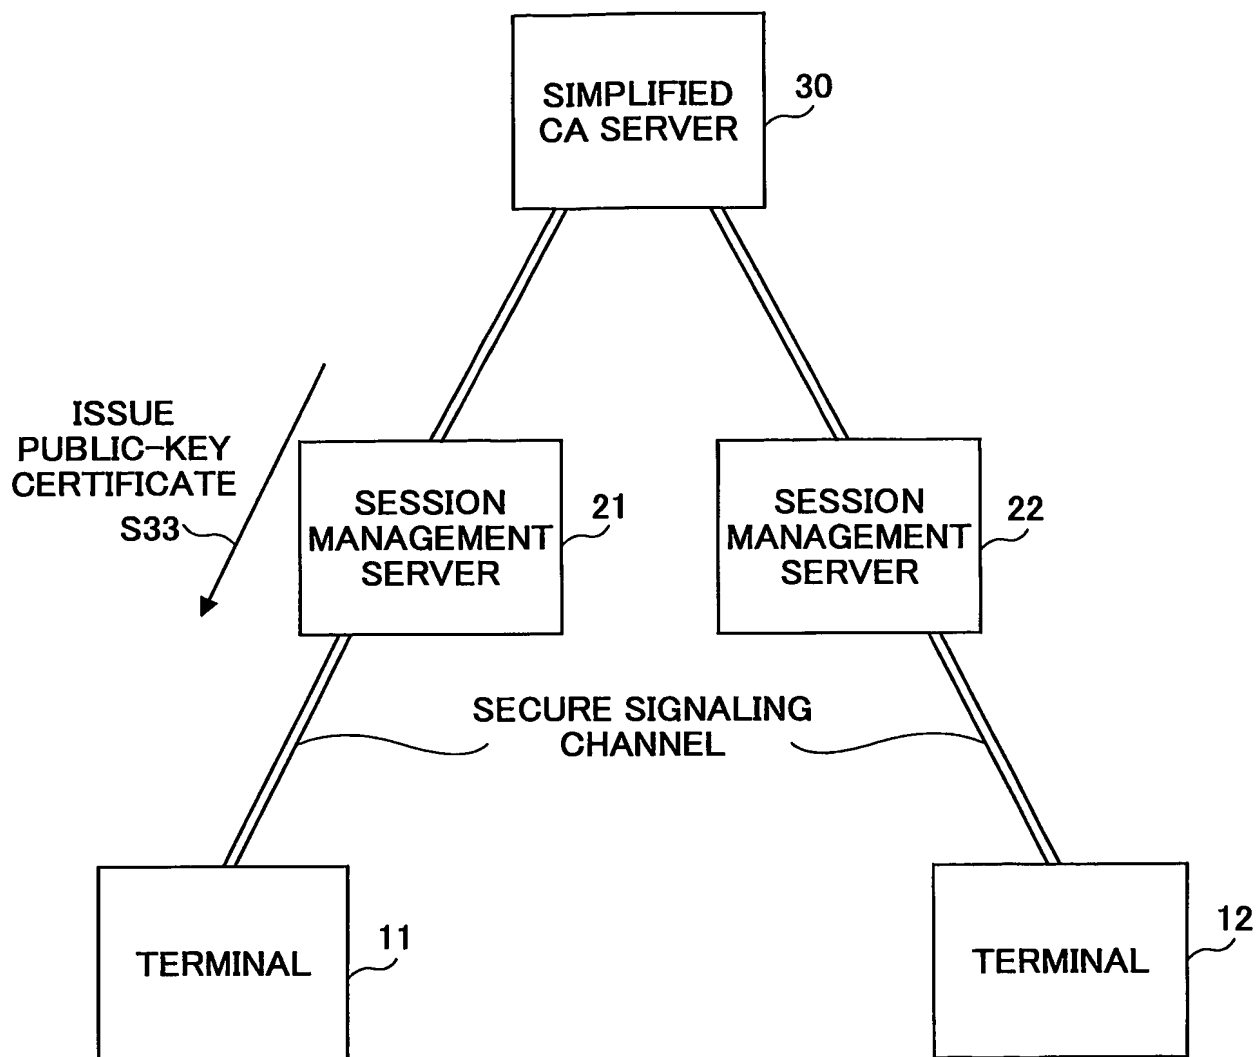 SIMPLIFIED
CA SERVER
30
ISSUE
PUBLIC-KEY
CERTIFICATE
S33
SESSION
MANAGEMENT
SERVER
21
SESSION
MANAGEMENT
SERVER
22
SECURE SIGNALING
CHANNEL
TERMINAL
11
TERMINAL
12